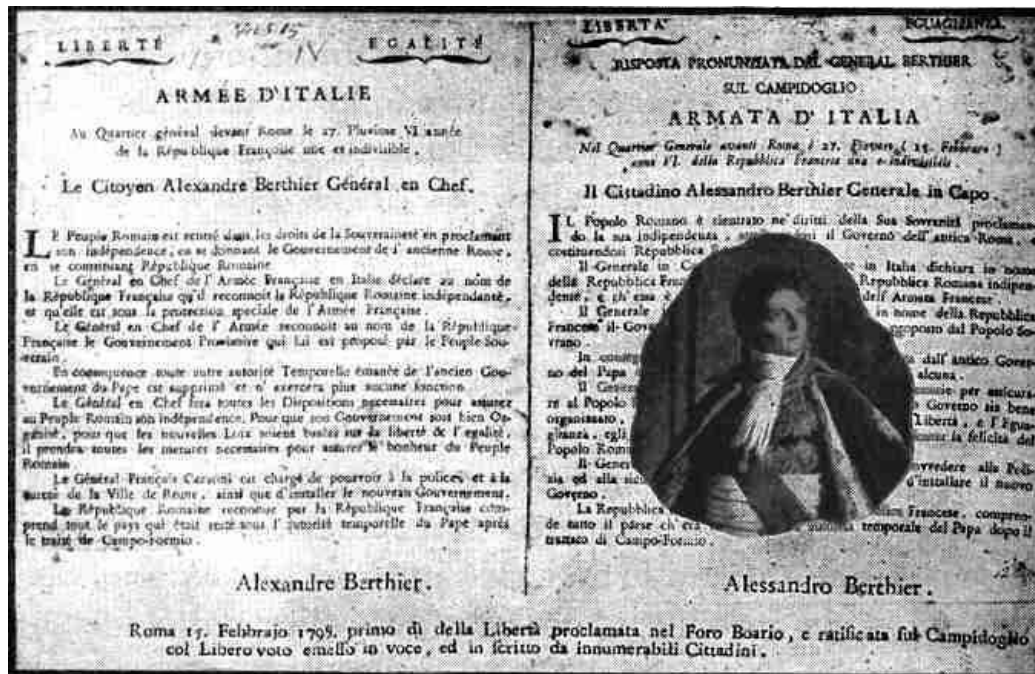 LIBERTÉ EGALITÉ
ARMÉE D'ITALIE
Au Quartier général devant Rome le 27. Pluviose VI année
de la République Françoise une et indivisible.
Le Citoyen Alexandre Berthier Général en Chef.
LE Peuple Romain est rentré dans les droits de la Souveraineté en proclamant
son indépendence, en se donnant le Gouvernement de l'ancienne Rome,
en se constituant République Romaine.
Le Général en Chef de l'Armée Française en Italie déclare au nom de
la République Française qu'il reconnoit la République Romaine indépendante,
et qu'elle est sous la protection speciale de l'Armée Française.
Le Général en Chef de l'Armée reconnoit au nom de la République
Française le Gouvernement Provisoire qui lui est proposé par le Peuple Sou-
verain.
En consequence toute autre autorité Temporelle émanée de l'ancien Gou-
vernement du Pape est supprimé et n'exercera plus aucune fonction.
Le Général en Chef fera toutes les Dispositions necessaires pour assurer
au Peuple Romain son indépendence. Pour que son Gouvernement soit bien Or-
ganisé, pour que les nouvelles Loix soient basées sur la liberté & l'egalité,
il prendra toutes les mesures necessaires pour assurer le bonheur du Peuple
Romain
Le Général Français Cervoni est chargé de pourvoir à la polices et à la
sureté de la Ville de Rome, ainsi que d'installer le nouveau Gouvernement.
La République Romaine reconnue par la République Française com-
prend tout le pays qui était resté sous l'autorité temporelle du Pape après
le traité de Campo-Formio.
Alexandre Berthier.
LIBERTA' EGUAGLIANZA
RISPOSTA PRONUNZIATA DAL GENERAL BERTHIER
SUL CAMPIDOGLIO
ARMATA D'ITALIA
Nel Quartier Generale avanti Roma i 27. Piovoso ( 15. Febbraro )
anni VI. della Repubblica Francese una e indivisibile.
Il Cittadino Alessandro Berthier Generale in Capo
IL Popolo Romano è rientrato ne' diritti della Sua Sovranità proclaman-
do la sua indipendenza, il Governo dell'antica Roma,
costituendosi Repubblica
Il Generale in C in Italia dichiara in nome
della Repubblica Fran Repubblica Romana indipen
dente, e ch'essa è dell'Armata Francese.
Il Generale in nome della Repubblica
Francese il Gov proposto dal Popolo So
vrano.
In conseg dall'antico Gover
no del Papa alcuna.
Il Gener per assicura
re al Popolo Governo sia bene
organizzato, Libertà, e l'Egua
glianza, egli la felicità del
Popolo Rom
Il Gener provvedere alla Poli
zia ed alla sicu d'installare il nuovo
Governo.
La Repubblica Francese, compren
de tutto il paese ch'era temporale del Papa dopo il
trattato di Campo-Formio.
Alessandro Berthier.
Roma 15. Febbrajo 1798. primo dì della Libertà proclamata nel Foro Boario, e ratificata sul Campidoglio
col Libero voto emesso in voce, ed in scritto da innumerabili Cittadini.